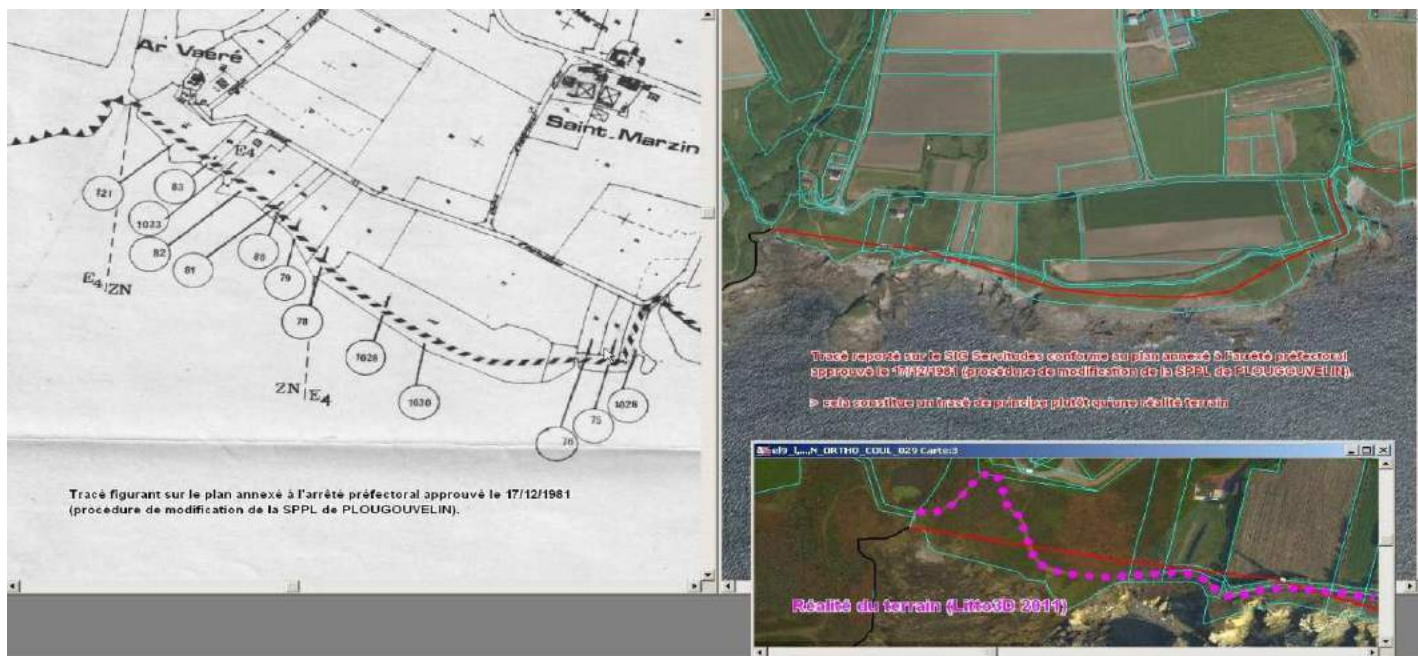 Ar Vaeré
Saint.Marzin
E4
121
83
1033
82
81
80
79
78
1028
1030
76
75
1028
E4 ZN
ZN E4
Tracé figurant sur le plan annexé à l'arrêté préfectoral approuvé le 17/12/1981
(procédure de modification de la SPPL de PLOUGOUVELIN).
Tracé reporté sur le SIG Servitudes conforme au plan annexé à l'arrêté préfectoral
approuvé le 17/12/1981 (procédure de modification de la SPPL de PLOUGOUVELIN).
> cela constitue un tracé de principe plutôt qu'une réalité terrain
N_ORTHO_COUL_029 Carte:3
Réalité du terrain (Litto3D 2011)